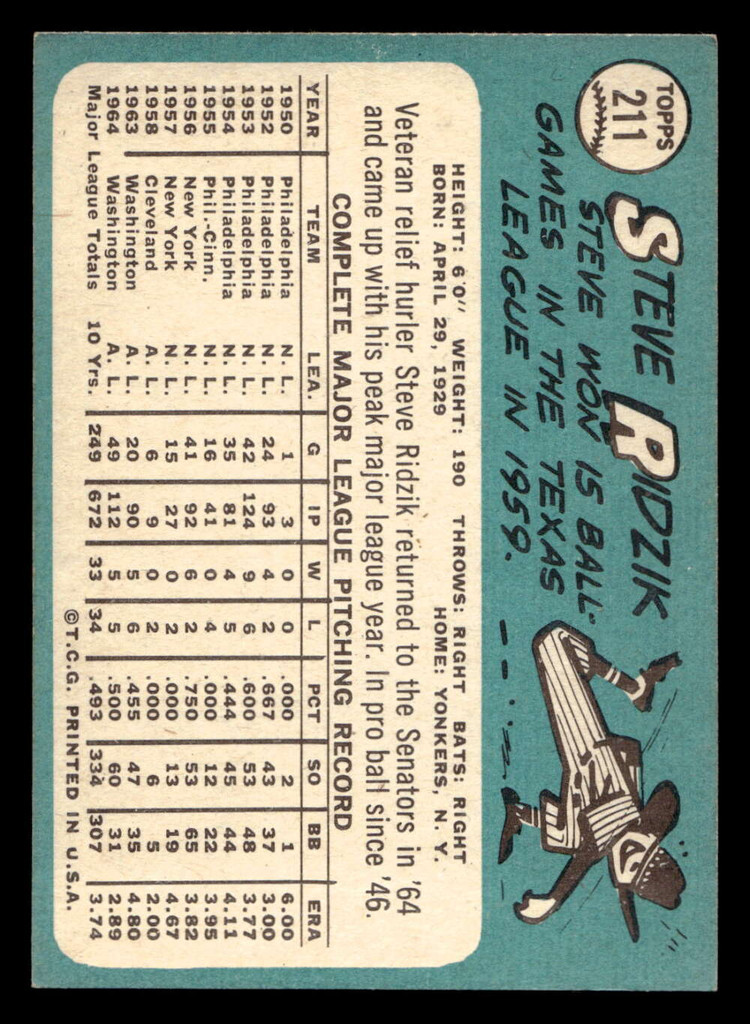 TOPPS
211
STEVE RIDZIK
STEVE WON 15 BALL-
GAMES IN THE TEXAS
LEAGUE IN 1959.
HEIGHT: 6'0" WEIGHT: 190 THROWS: RIGHT BATS: RIGHT
BORN: APRIL 29, 1929 HOME: YONKERS, N. Y.
Veteran relief hurler Steve Ridzik returned to the Senators in '64
and came up with his peak major league year. In pro ball since '46.
COMPLETE MAJOR LEAGUE PITCHING RECORD
YEAR TEAM LEA. G IP W L PCT SO BB ERA
1950 Philadelphia N. L. 1 3 0 0 .000 2 1 6.00
1952 Philadelphia N. L. 24 93 4 2 .667 43 37 3.00
1953 Philadelphia N. L. 42 124 9 6 .600 53 48 3.77
1954 Philadelphia N. L. 35 81 4 5 .444 45 44 4.11
1955 Phil.-Cinn. N. L. 16 41 0 4 .000 12 22 3.95
1956 New York N. L. 41 92 6 2 .750 53 65 3.82
1957 New York N. L. 15 27 0 2 .000 13 19 4.67
1958 Cleveland A. L. 6 9 0 2 .000 6 5 2.00
1963 Washington A. L. 20 90 5 6 .455 47 35 4.80
1964 Washington A. L. 49 112 5 5 .500 60 31 2.89
Major League Totals 10 Yrs. 249 672 33 34 .493 334 307 3.74
©T.C.G. PRINTED IN U.S.A.